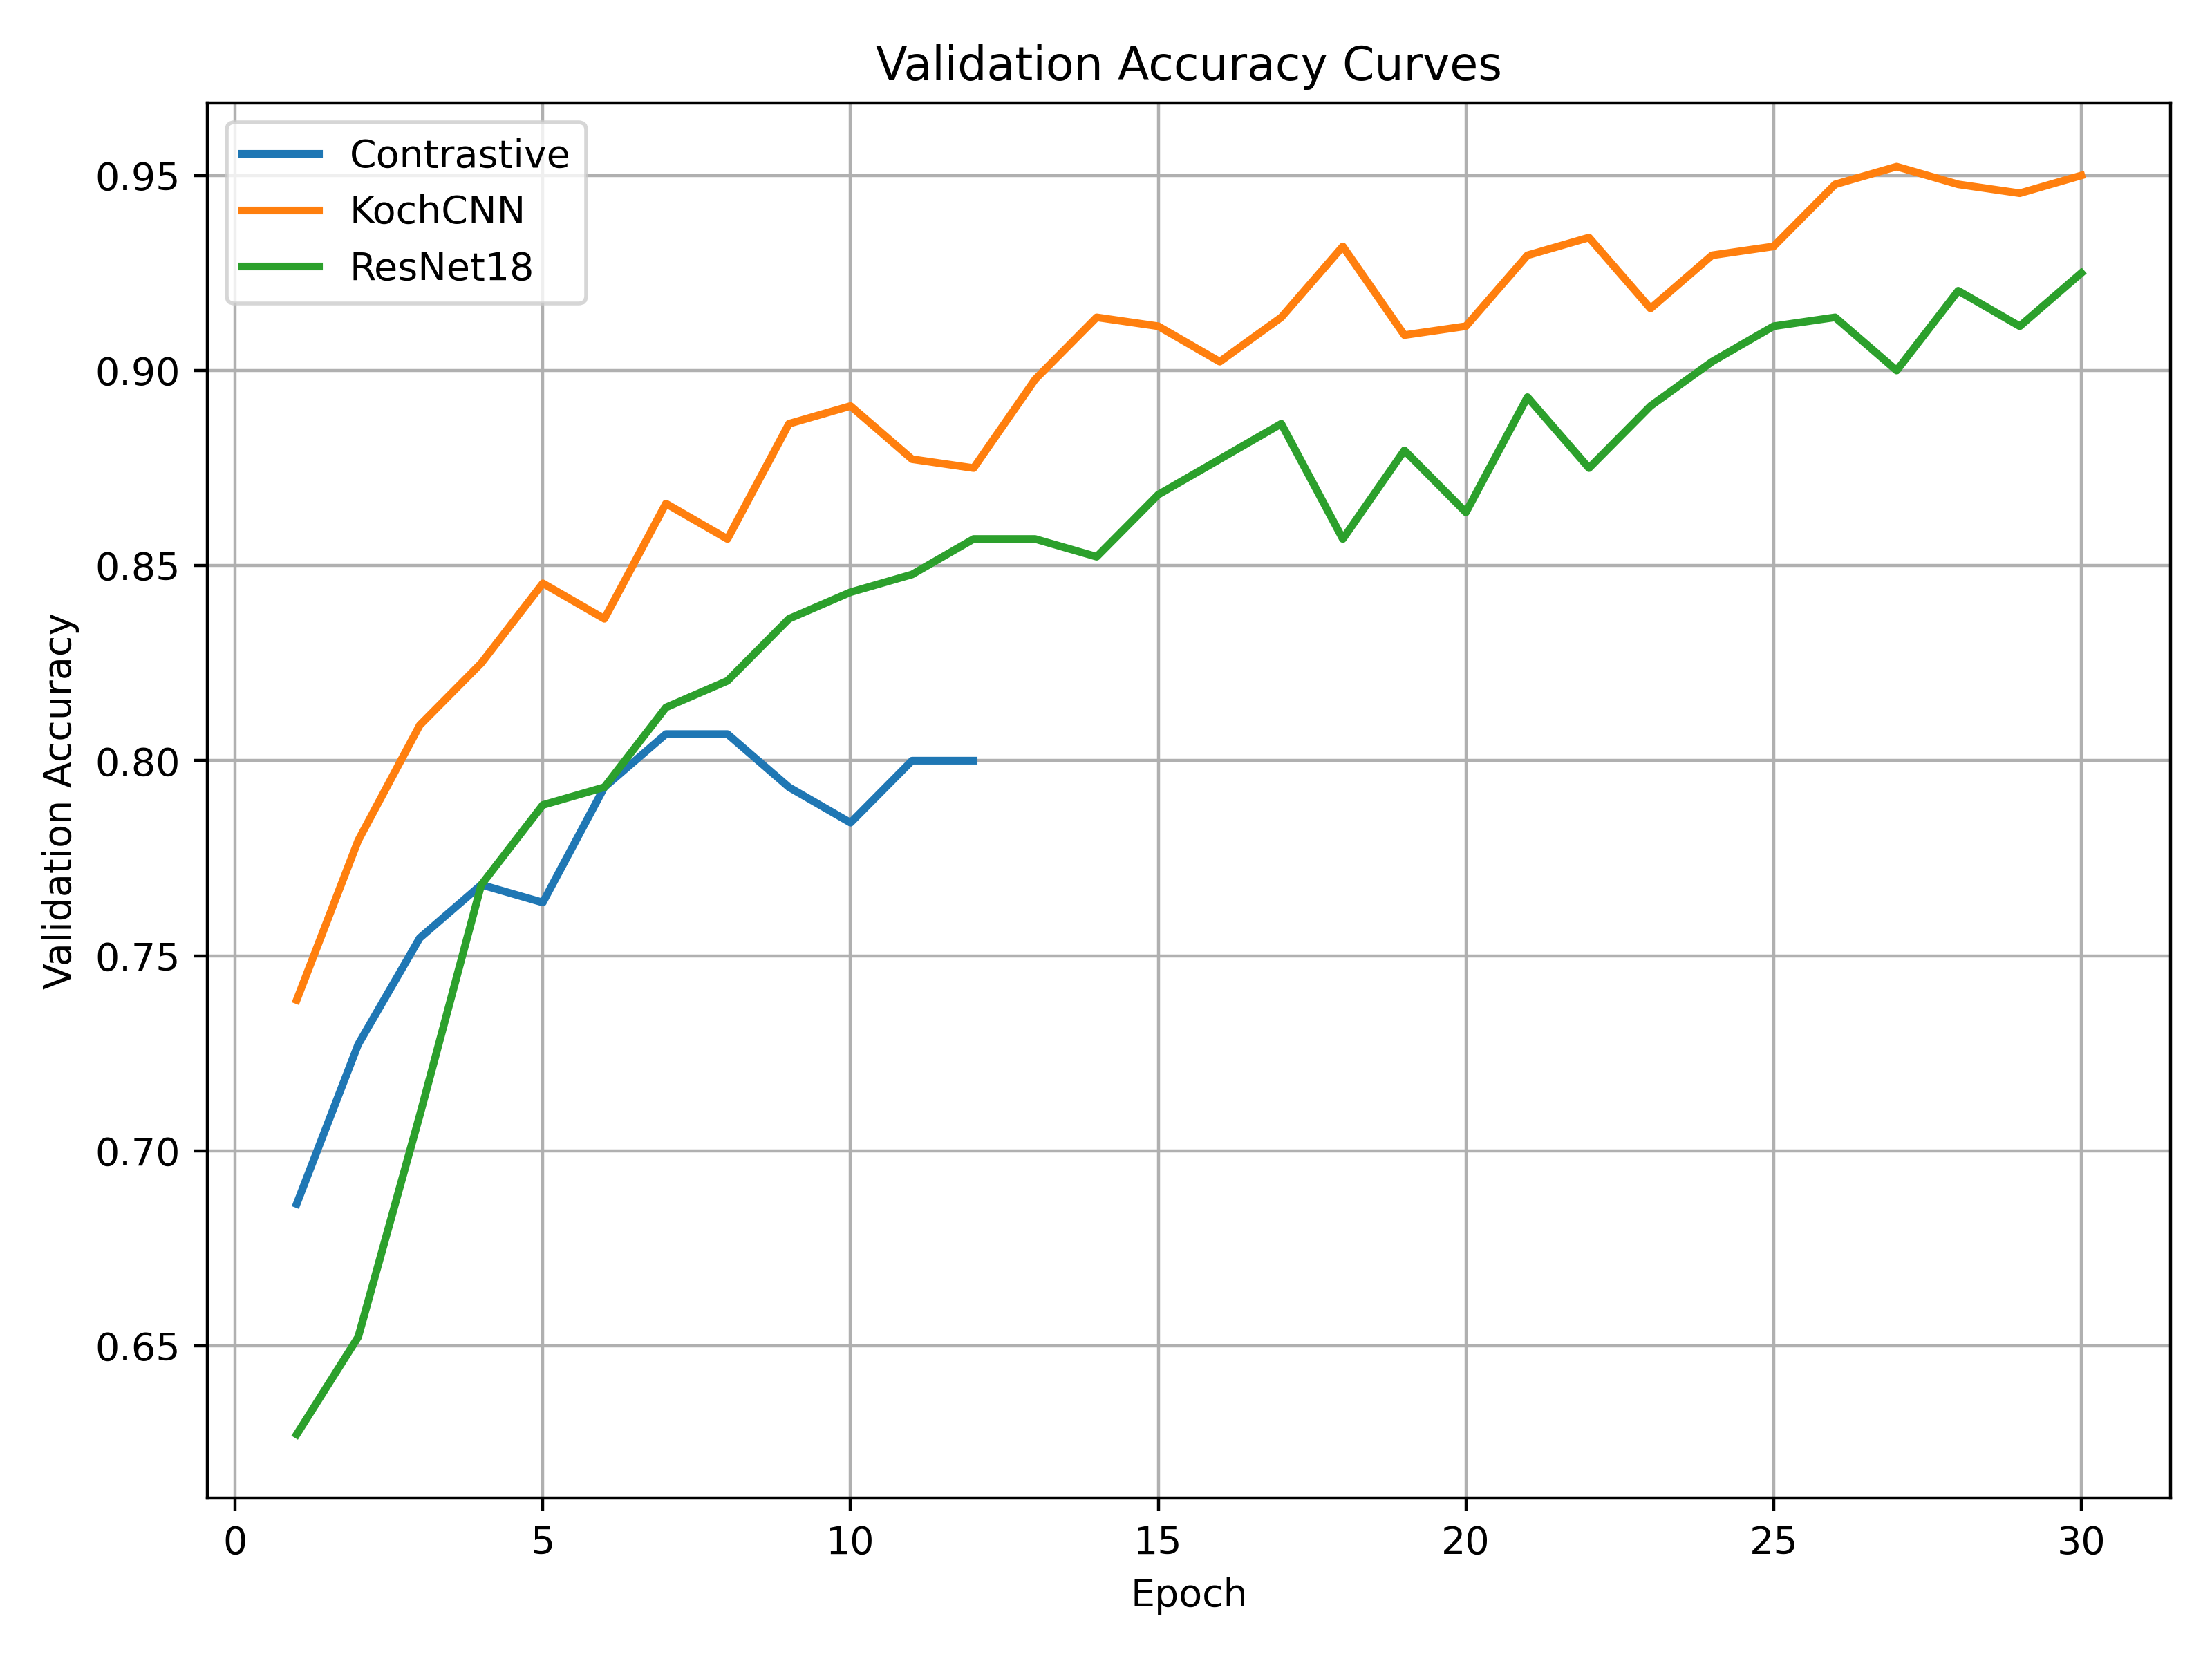 Validation Accuracy Curves
Contrastive
KochCNN
ResNet18
Validation Accuracy
0.95
0.90
0.85
0.80
0.75
0.70
0.65
0 5 10 15 20 25 30
Epoch